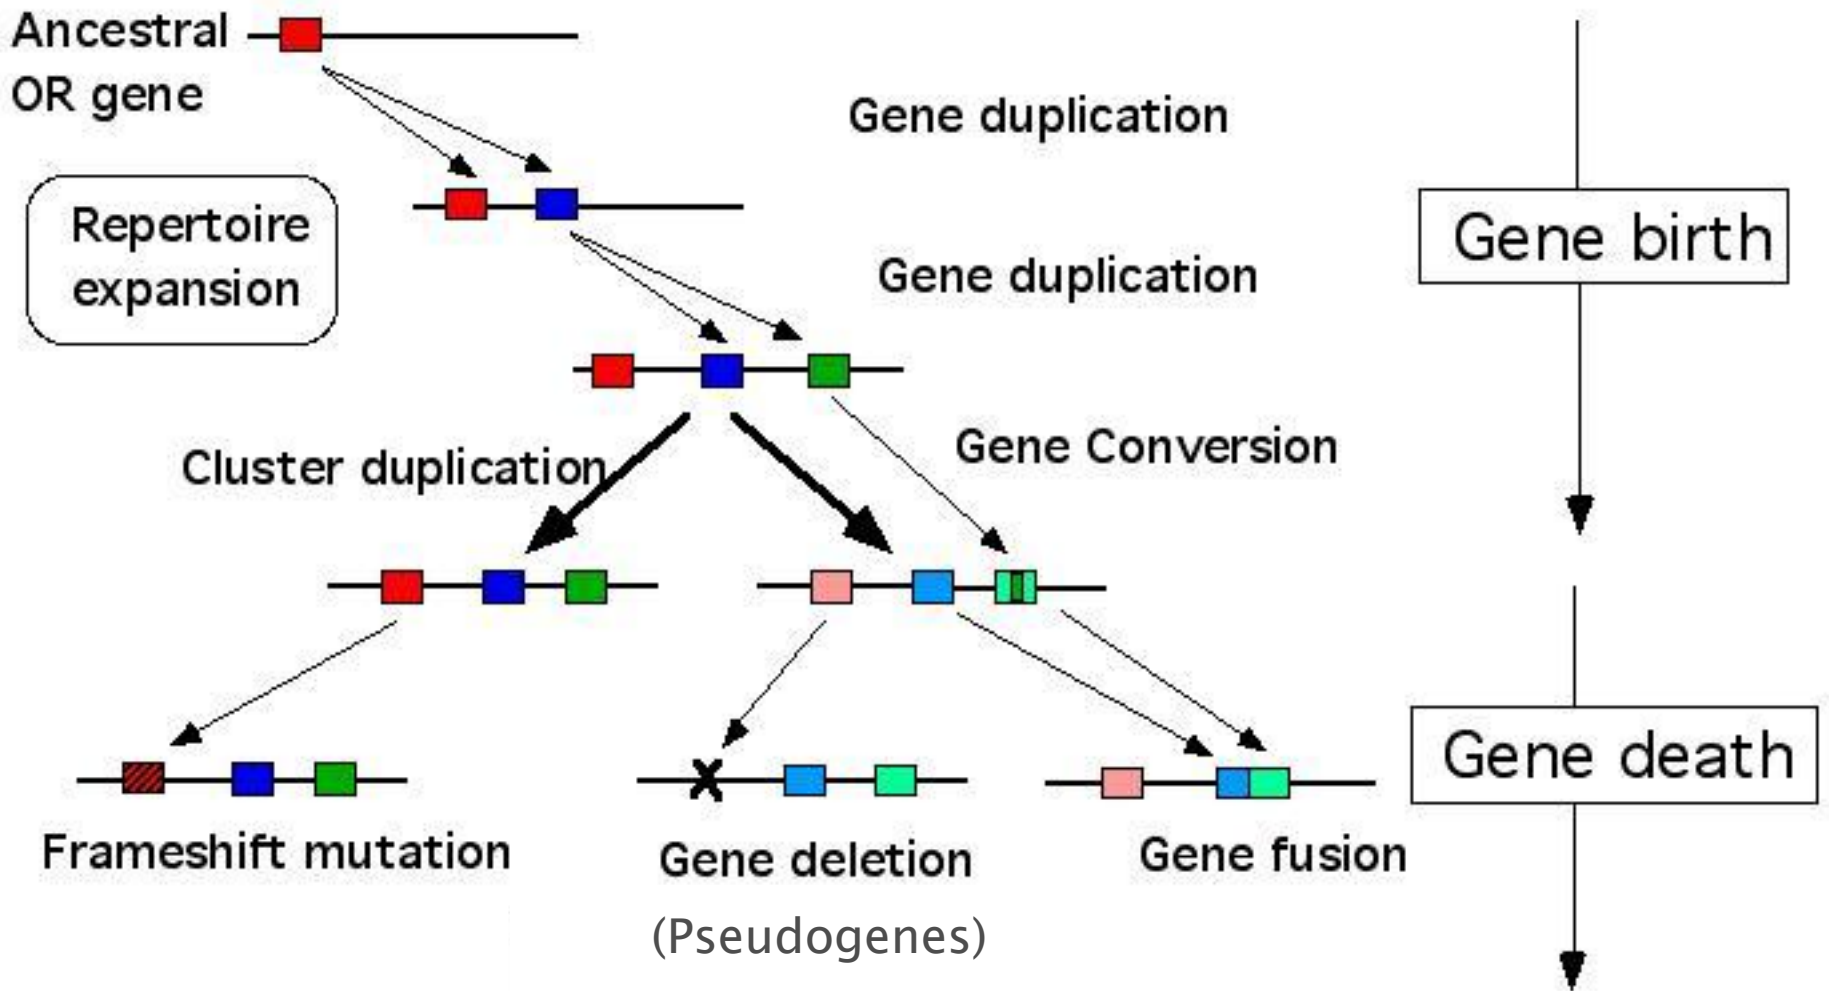 Ancestral
OR gene
Gene duplication
Repertoire
expansion
Gene birth
Gene duplication
Gene Conversion
Cluster duplication
Gene death
Frameshift mutation
Gene deletion
Gene fusion
(Pseudogenes)